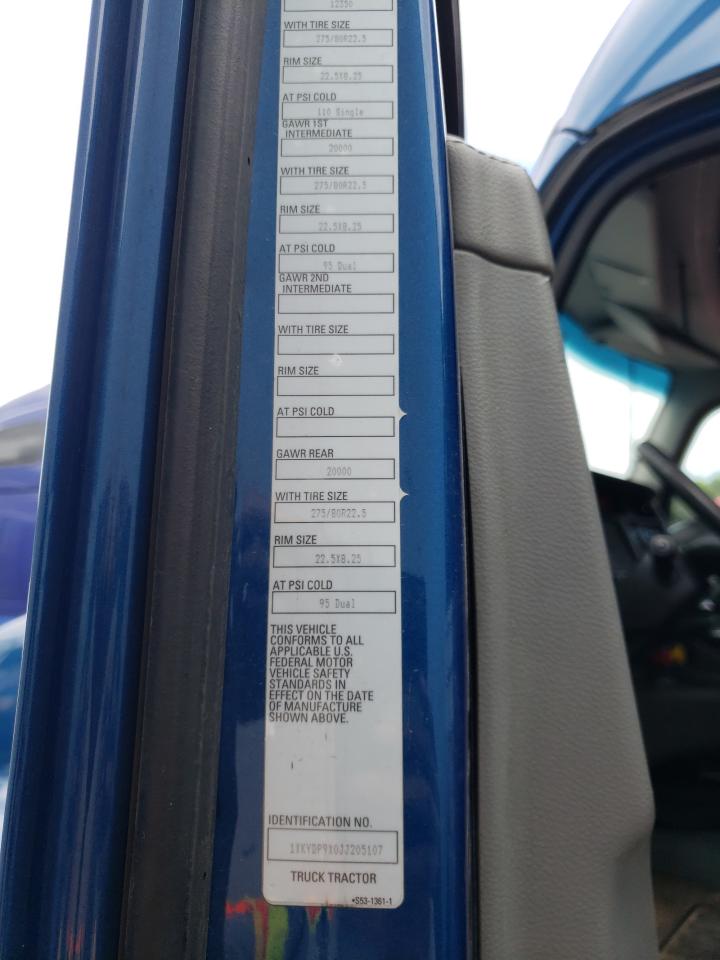 12350
WITH TIRE SIZE
275/80R22.5
RIM SIZE
22.5X8.25
AT PSI COLD
110 Single
GAWR 1ST
INTERMEDIATE
20000
WITH TIRE SIZE
275/80R22.5
RIM SIZE
22.5X8.25
AT PSI COLD
95 Dual
GAWR 2ND
INTERMEDIATE
WITH TIRE SIZE
RIM SIZE
AT PSI COLD
GAWR REAR
20000
WITH TIRE SIZE
275/80R22.5
RIM SIZE
22.5X8.25
AT PSI COLD
95 Dual
THIS VEHICLE
CONFORMS TO ALL
APPLICABLE U.S.
FEDERAL MOTOR
VEHICLE SAFETY
STANDARDS IN
EFFECT ON THE DATE
OF MANUFACTURE
SHOWN ABOVE.
IDENTIFICATION NO.
1XKYDP9X0JJ205107
TRUCK TRACTOR
•S53-1361-1